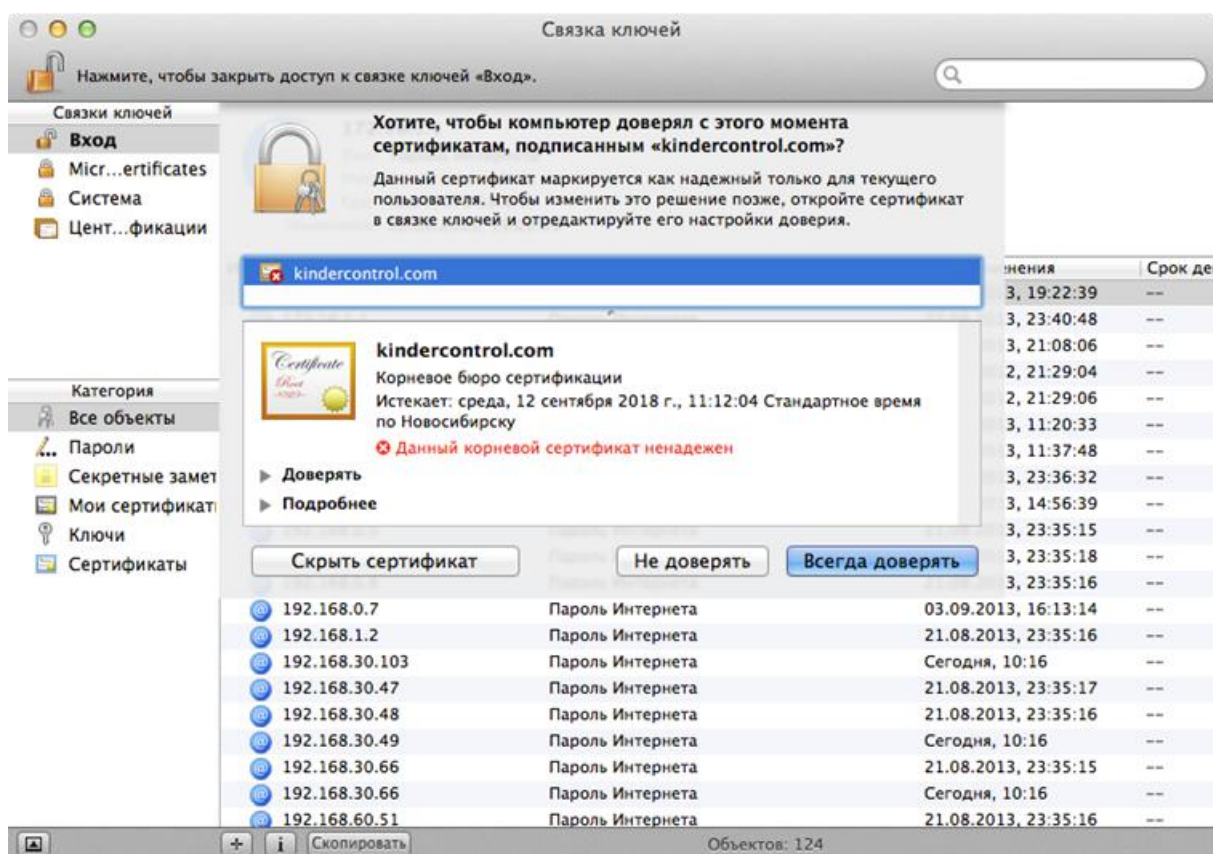 Связка ключей
Нажмите, чтобы закрыть доступ к связке ключей «Вход».
Связки ключей
Вход
Micr...ertificates
Система
Цент...фикации
Категория
Все объекты
Пароли
Секретные замет
Мои сертификат
Ключи
Сертификаты
Хотите, чтобы компьютер доверял с этого момента
сертификатам, подписанным «kindercontrol.com»?
Данный сертификат маркируется как надежный только для текущего
пользователя. Чтобы изменить это решение позже, откройте сертификат
в связке ключей и отредактируйте его настройки доверия.
kindercontrol.com
Certificate
Root
kindercontrol.com
Корневое бюро сертификации
Истекает: среда, 12 сентября 2018 г., 11:12:04 Стандартное время
по Новосибирску
Данный корневой сертификат ненадежен
Доверять
Подробнее
Скрыть сертификат Не доверять Всегда доверять
нения Срок де
3, 19:22:39 --
3, 23:40:48 --
3, 21:08:06 --
2, 21:29:04 --
2, 21:29:06 --
3, 11:20:33 --
3, 11:37:48 --
3, 23:36:32 --
3, 14:56:39 --
3, 23:35:15 --
3, 23:35:18 --
3, 23:35:16 --
192.168.0.7 Пароль Интернета 03.09.2013, 16:13:14 --
192.168.1.2 Пароль Интернета 21.08.2013, 23:35:16 --
192.168.30.103 Пароль Интернета Сегодня, 10:16 --
192.168.30.47 Пароль Интернета 21.08.2013, 23:35:17 --
192.168.30.48 Пароль Интернета 21.08.2013, 23:35:16 --
192.168.30.49 Пароль Интернета Сегодня, 10:16 --
192.168.30.66 Пароль Интернета 21.08.2013, 23:35:15 --
192.168.30.66 Пароль Интернета Сегодня, 10:16 --
192.168.60.51 Пароль Интернета 21.08.2013, 23:35:16 --
Скопировать Объектов: 124